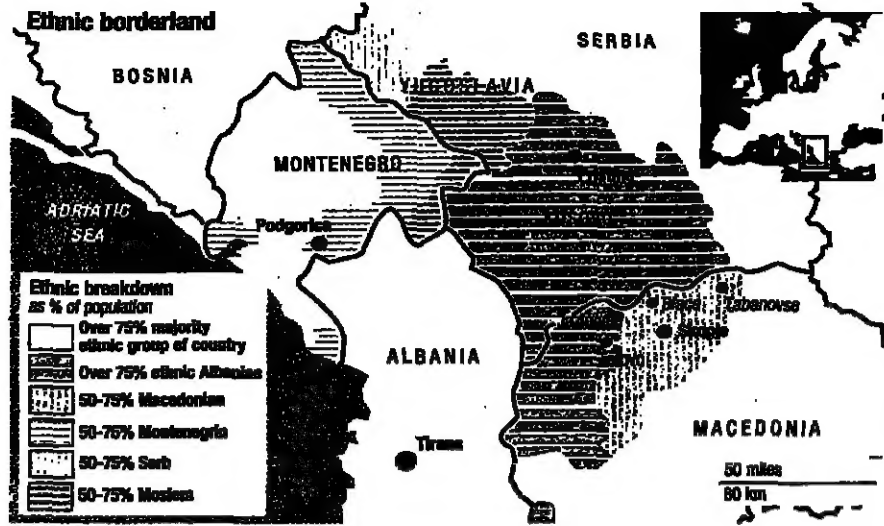 Ethnic borderland
SERBIA
BOSNIA
YUGOSLAVIA
MONTENEGRO
ADRIATIC
SEA
Podgorica
Ethnic breakdown
as % of population
Over 75% majority
ethnic group of country
Over 75% ethnic Albanian
50-75% Macedonian
50-75% Montenegrin
50-75% Serb
50-75% Moslem
Labanovse
ALBANIA
Tirana
MACEDONIA
50 miles
80 km